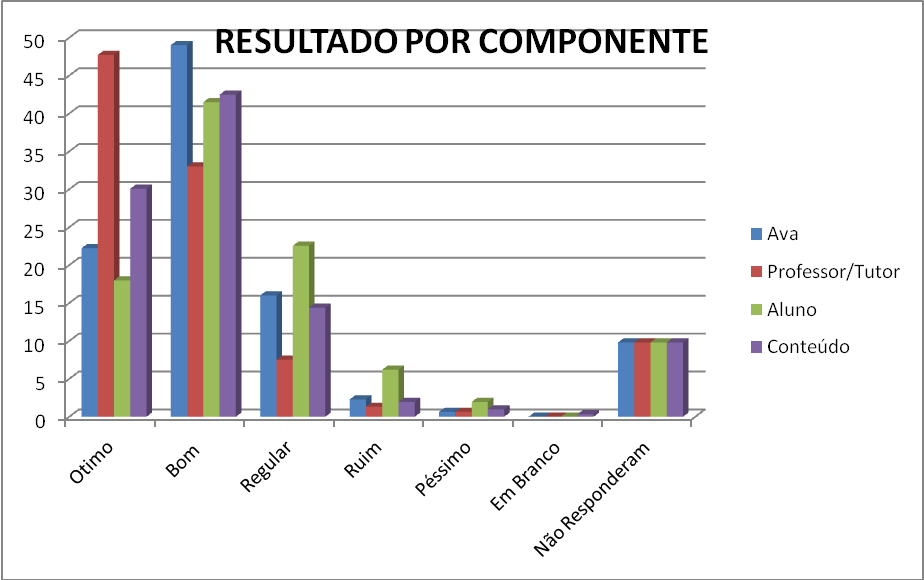 RESULTADO POR COMPONENTE
50
45
40
35
30
25
20
15
10
5
0
Otimo
Bom
Regular
Ruim
Péssimo
Em Branco
Não Responderam
Ava
Professor/Tutor
Aluno
Conteúdo